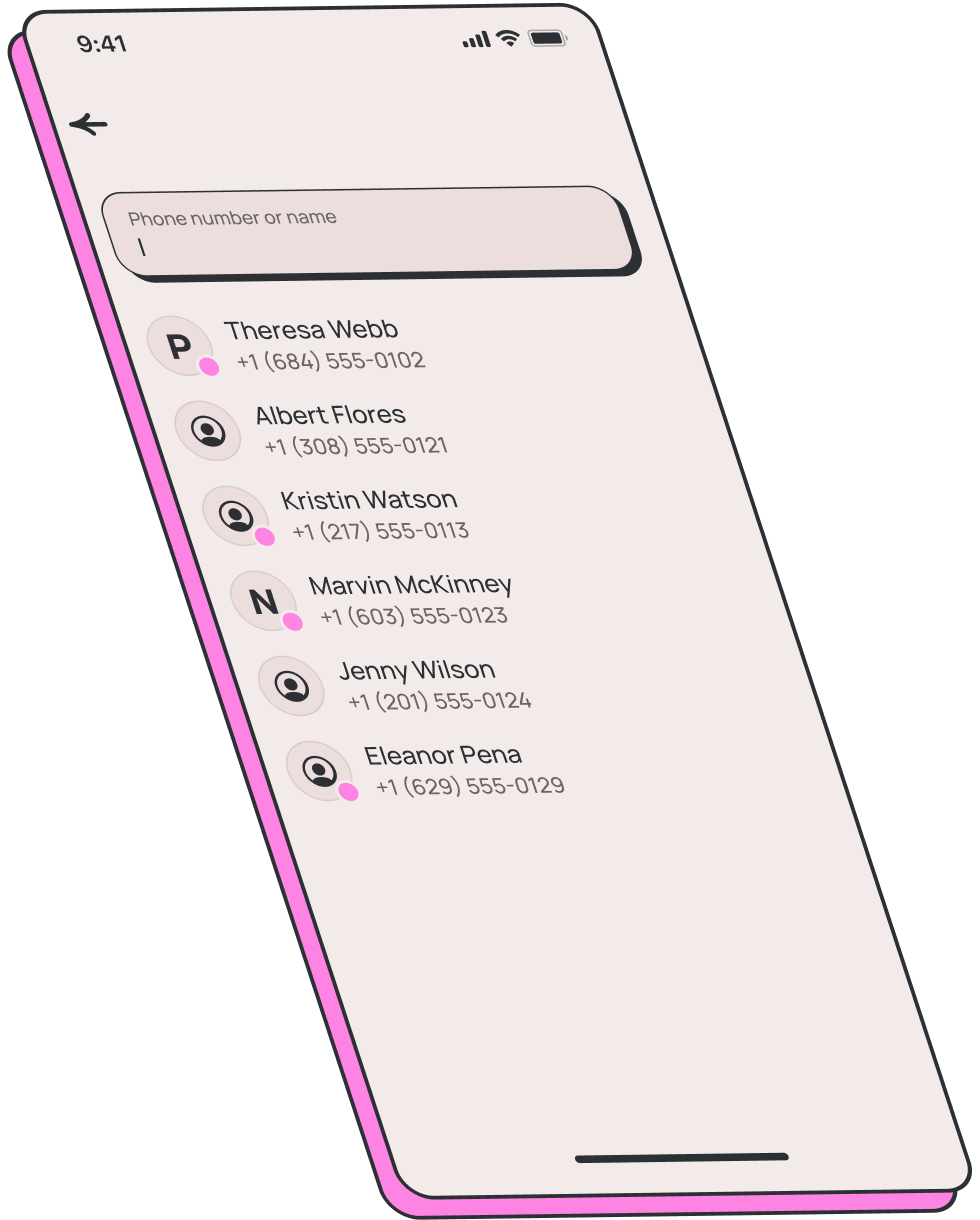 9:41
Phone number or name
P
Theresa Webb
+1 (684) 555-0102
Albert Flores
+1 (308) 555-0121
Kristin Watson
+1 (217) 555-0113
N
Marvin McKinney
+1 (603) 555-0123
Jenny Wilson
+1 (201) 555-0124
Eleanor Pena
+1 (629) 555-0129